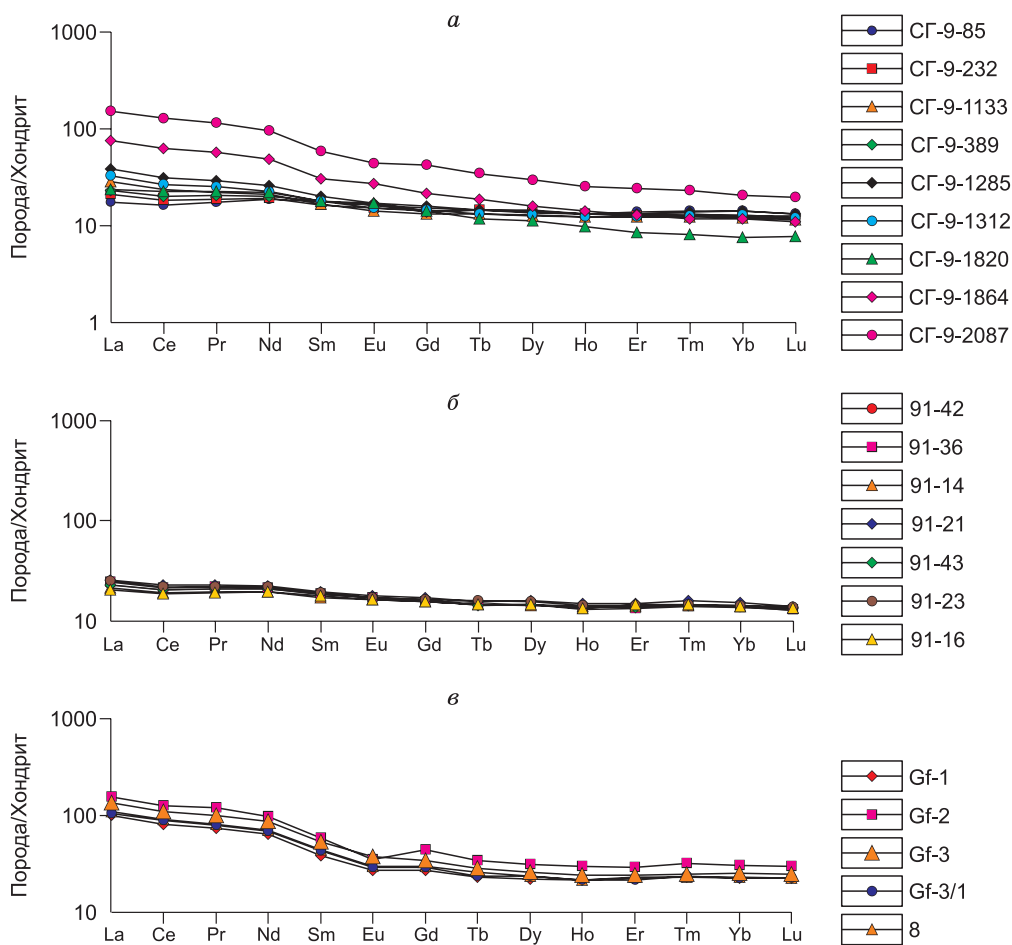 а
1000
100
10
1
Порода/Хондрит
La Ce Pr Nd Sm Eu Gd Tb Dy Ho Er Tm Yb Lu
СГ-9-85
СГ-9-232
СГ-9-1133
СГ-9-389
СГ-9-1285
СГ-9-1312
СГ-9-1820
СГ-9-1864
СГ-9-2087
б
1000
100
10
Порода/Хондрит
La Ce Pr Nd Sm Eu Gd Tb Dy Ho Er Tm Yb Lu
91-42
91-36
91-14
91-21
91-43
91-23
91-16
в
1000
100
10
Порода/Хондрит
La Ce Pr Nd Sm Eu Gd Tb Dy Ho Er Tm Yb Lu
Gf-1
Gf-2
Gf-3
Gf-3/1
8